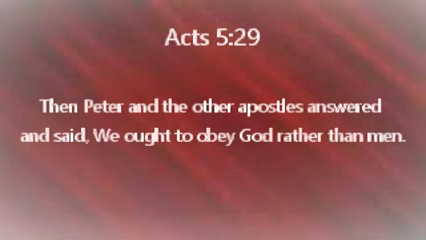 Acts 5:29
Then Peter and the other apostles answered
and said, We ought to obey God rather than men.